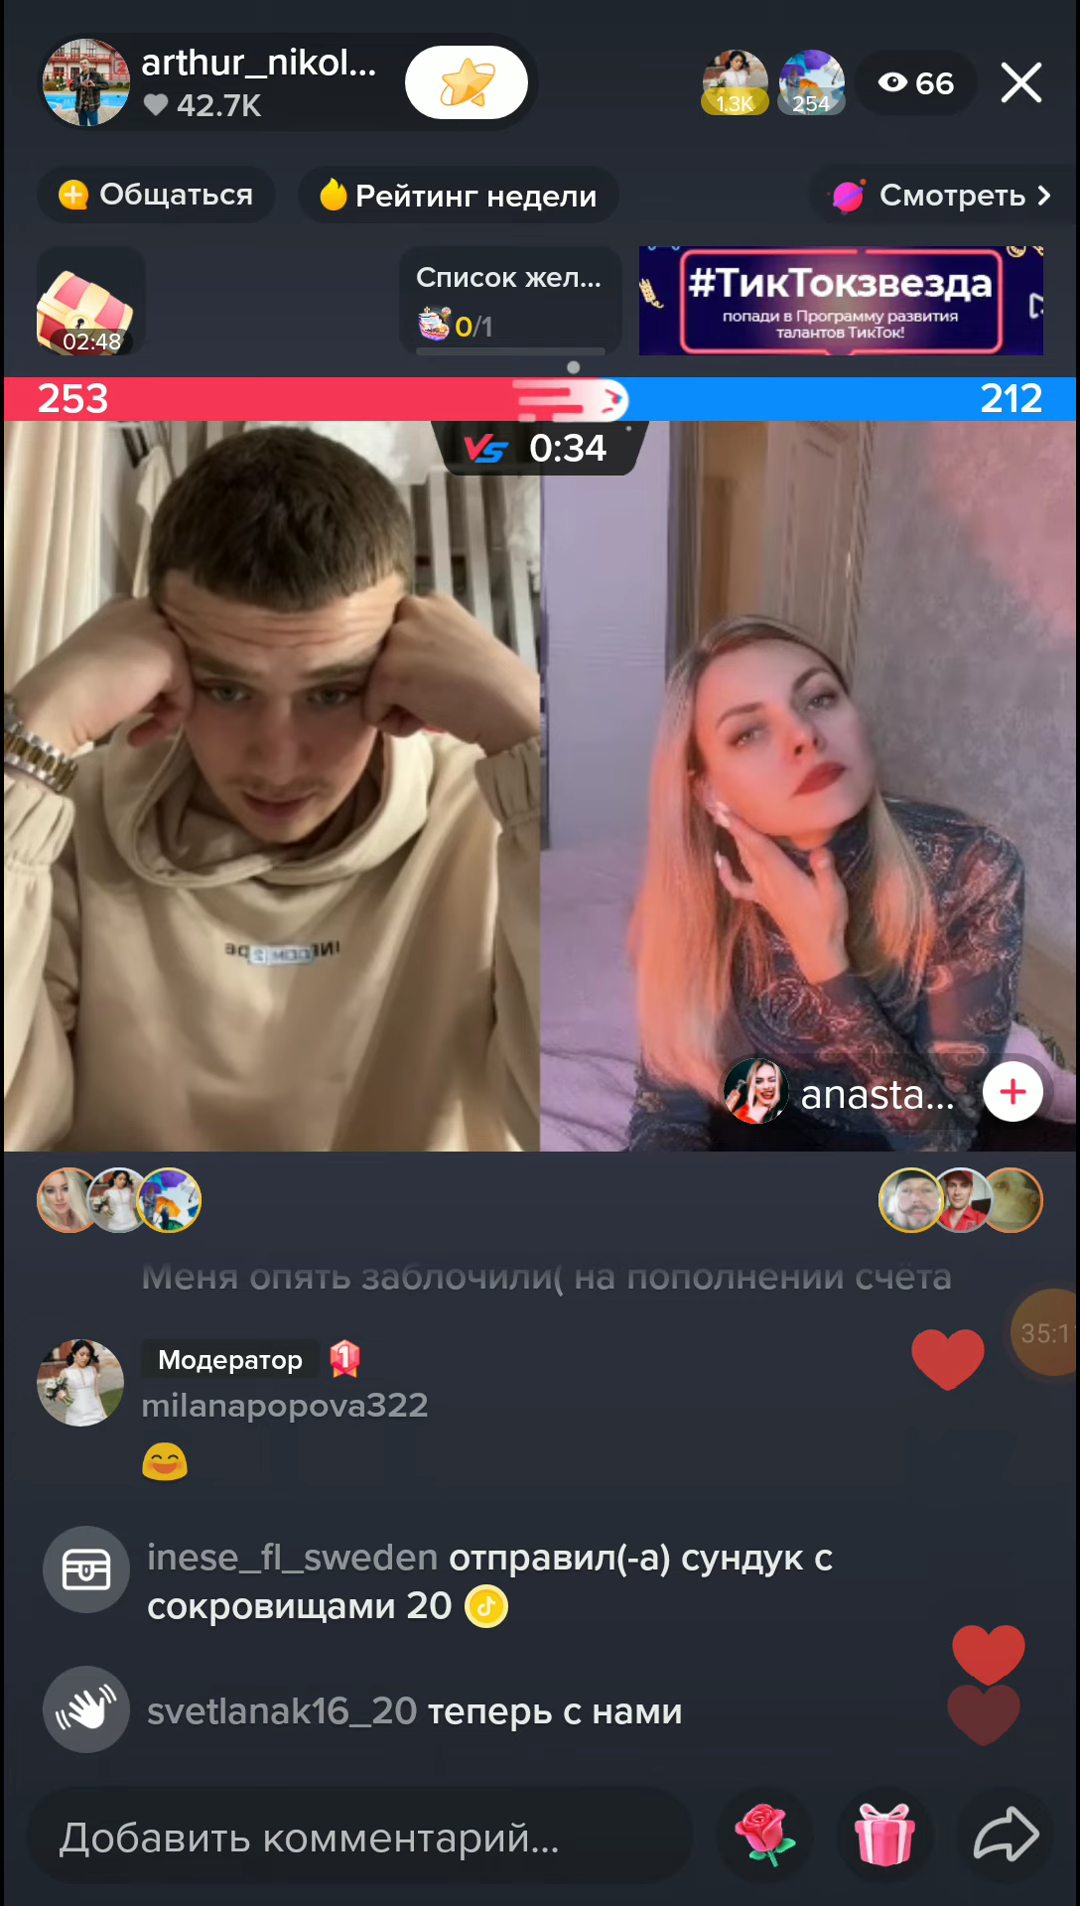 arthur_nikol...
42.7K
1.3K
254
66
Общаться
Рейтинг недели
Смотреть
02:48
Список жел...
0/1
#ТикТокзвезда
попади в Программу развития
талантов ТикТок!
253
212
VS 0:34
anasta...
Меня опять заблочили( на пополнении счёта
35:1
Модератор 1
milanapopova322
inese_fl_sweden отправил(-а) сундук с
сокровищами 20
svetlanak16_20 теперь с нами
Добавить комментарий...